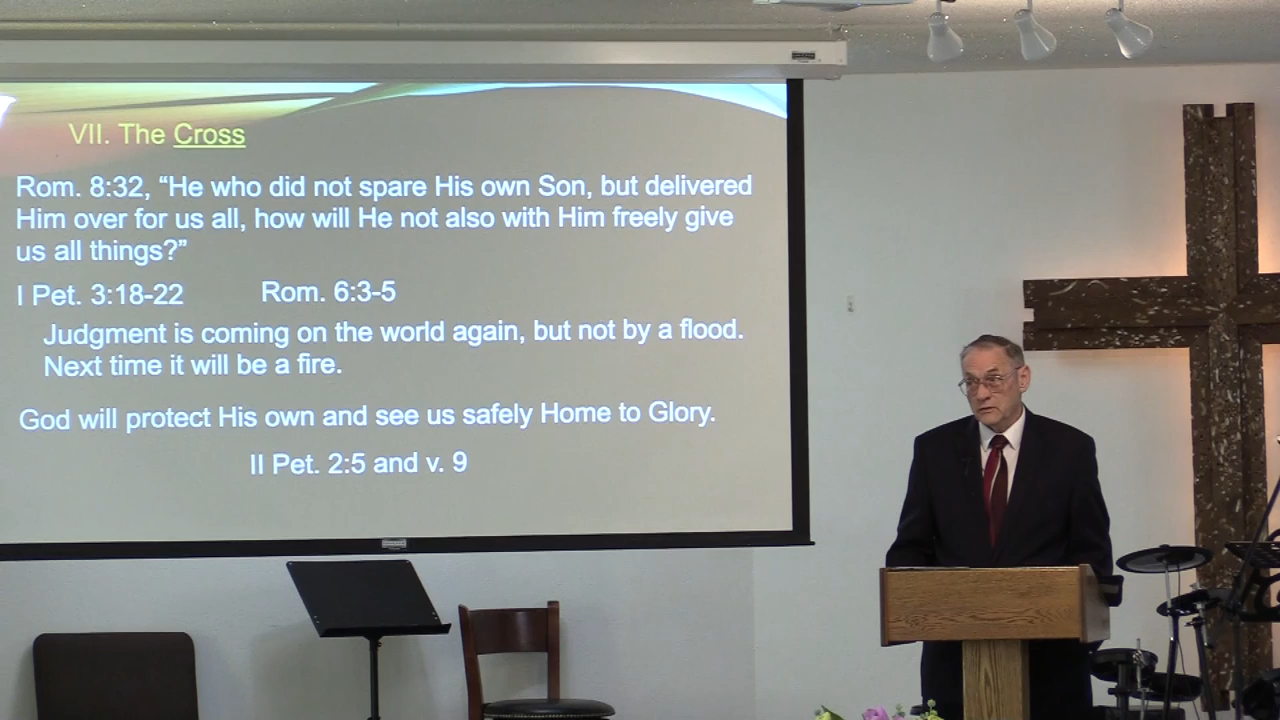 VII. The Cross
Rom. 8:32, “He who did not spare His own Son, but delivered
Him over for us all, how will He not also with Him freely give
us all things?”
I Pet. 3:18-22 Rom. 6:3-5
Judgment is coming on the world again, but not by a flood.
Next time it will be a fire.
God will protect His own and see us safely Home to Glory.
II Pet. 2:5 and v. 9